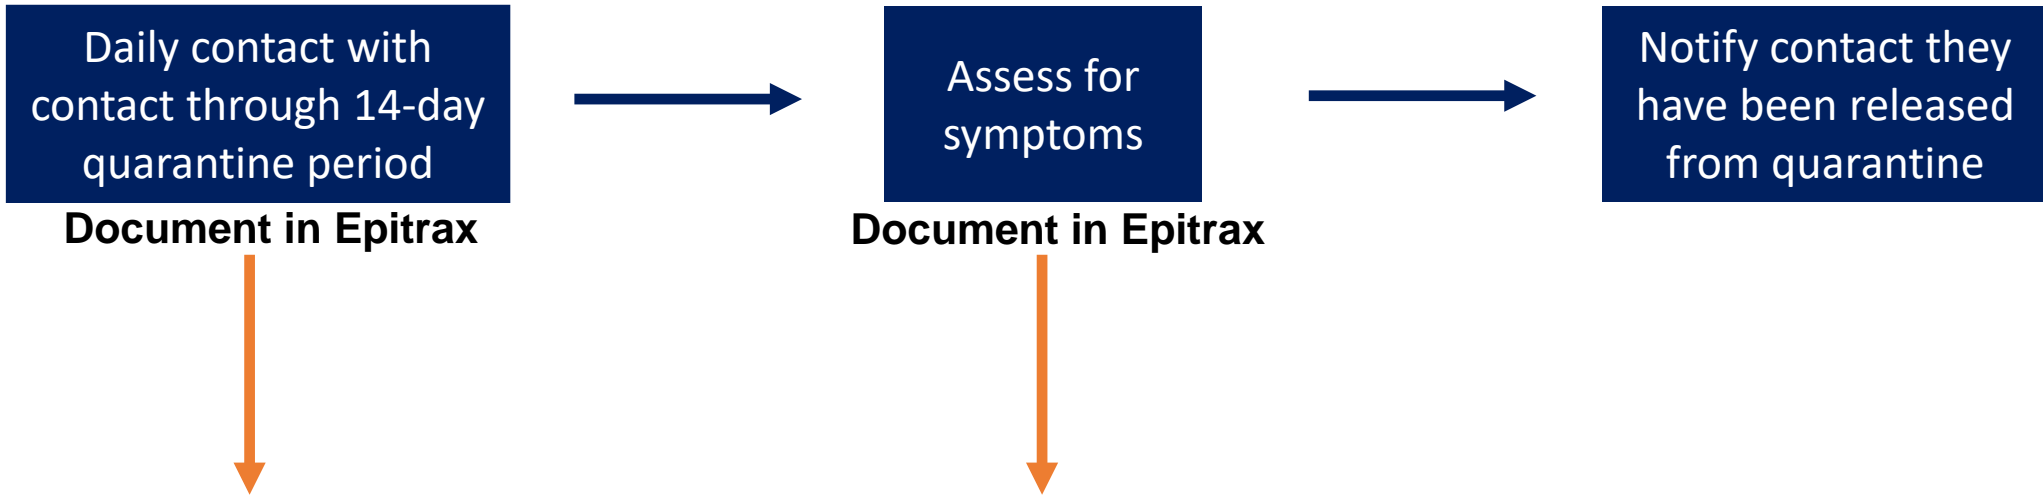 Daily contact with
contact through 14-day
quarantine period
Document in Epitrax
Assess for
symptoms
Document in Epitrax
Notify contact they
have been released
from quarantine